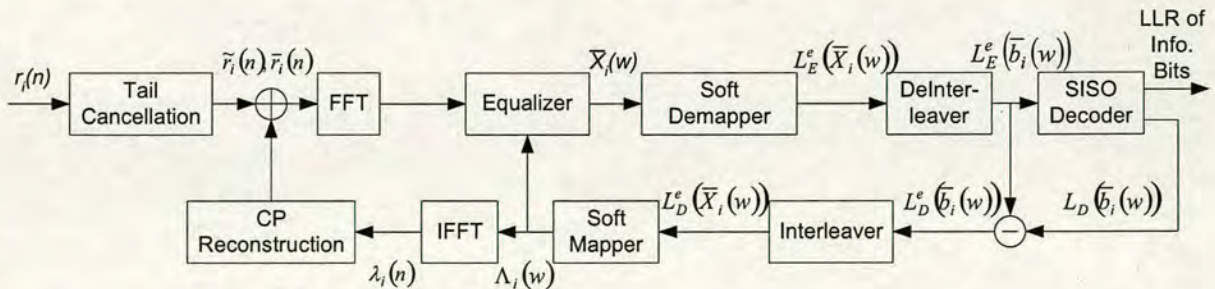 LLR of
Info.
Bits
r_i(n)
Tail
Cancellation
r̃_i(n), r̄_i(n)
FFT
Equalizer
X̄_i(w)
Soft
Demapper
L_E^e(X̄_i(w))
DeInter-
leaver
L_E^e(b̄_i(w))
SISO
Decoder
CP
Reconstruction
λ_i(n)
IFFT
Λ_i(w)
Soft
Mapper
L_D^e(X̄_i(w))
Interleaver
L_D^e(b̄_i(w))
−
L_D(b̄_i(w))